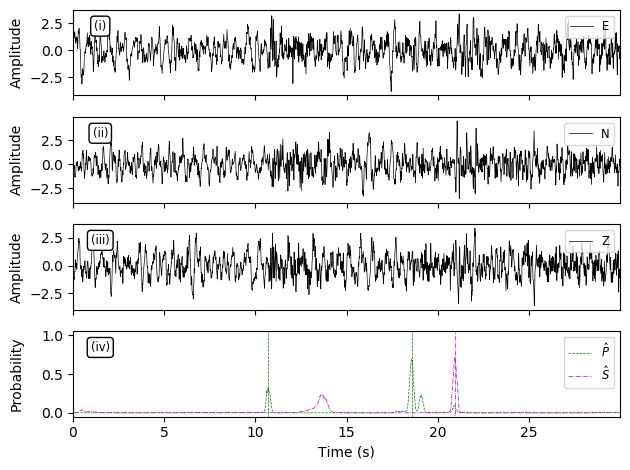 (i)
E
2.5
0.0
−2.5
Amplitude
(ii)
N
2.5
0.0
−2.5
Amplitude
(iii)
Z
2.5
0.0
−2.5
Amplitude
(iv)
P̂
Ŝ
1.0
0.5
0.0
Probability
0 5 10 15 20 25
Time (s)